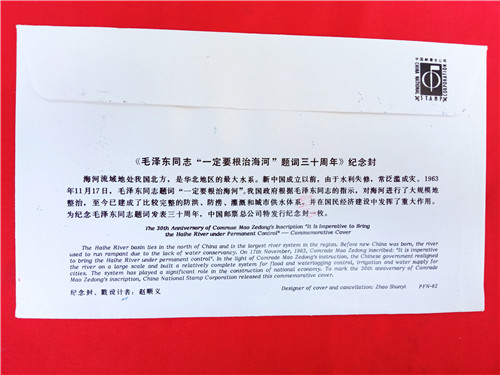 CHINA NATIONAL
STAMP
CORPORATION
《毛泽东同志“一定要根治海河”题词三十周年》纪念封
海河流域地处我国北方，是华北地区的最大水系。新中国成立以前，由于水利失修，常泛滥成灾。1963
年11月17日，毛泽东同志题词“一定要根治海河”。我国政府根据毛泽东同志的指示，对海河进行了大规模地
整治，至今已建成了比较完整的防洪、防涝、灌溉和城市供水体系，并在国民经济建设中发挥了重大作用。
为纪念毛泽东同志题词发表三十周年，中国邮票总公司特发行纪念封一枚。
The 30th Anniversary of Comrade Mao Zedong's Inscription "It is Imperative to Bring
the Haihe River under Permanent Control" — Commemorative Cover
The Haihe River basin lies in the north of China and is the largest river system in the region. Before new China was born, the river
used to run rampant due to the lack of water conservancy. On 17th November, 1963, Comrade Mao Zedong inscribed: "It is imperative
to bring the Haihe River under permanent control". In the light of Comrade Mao Zedong's instruction, the Chinese government realigned
the river on a large scale and built a relatively complete system for flood and waterlogging control, irrigation and water supply for
cities. The system has played a significant role in the construction of national economy. To mark the 30th anniversary of Comrade
Mao Zedong's inscription, China National Stamp Corporation released this commemorative cover.
纪念封、戳设计者：赵顺义
Designer of cover and cancellation: Zhao Shunyi
PFN-62